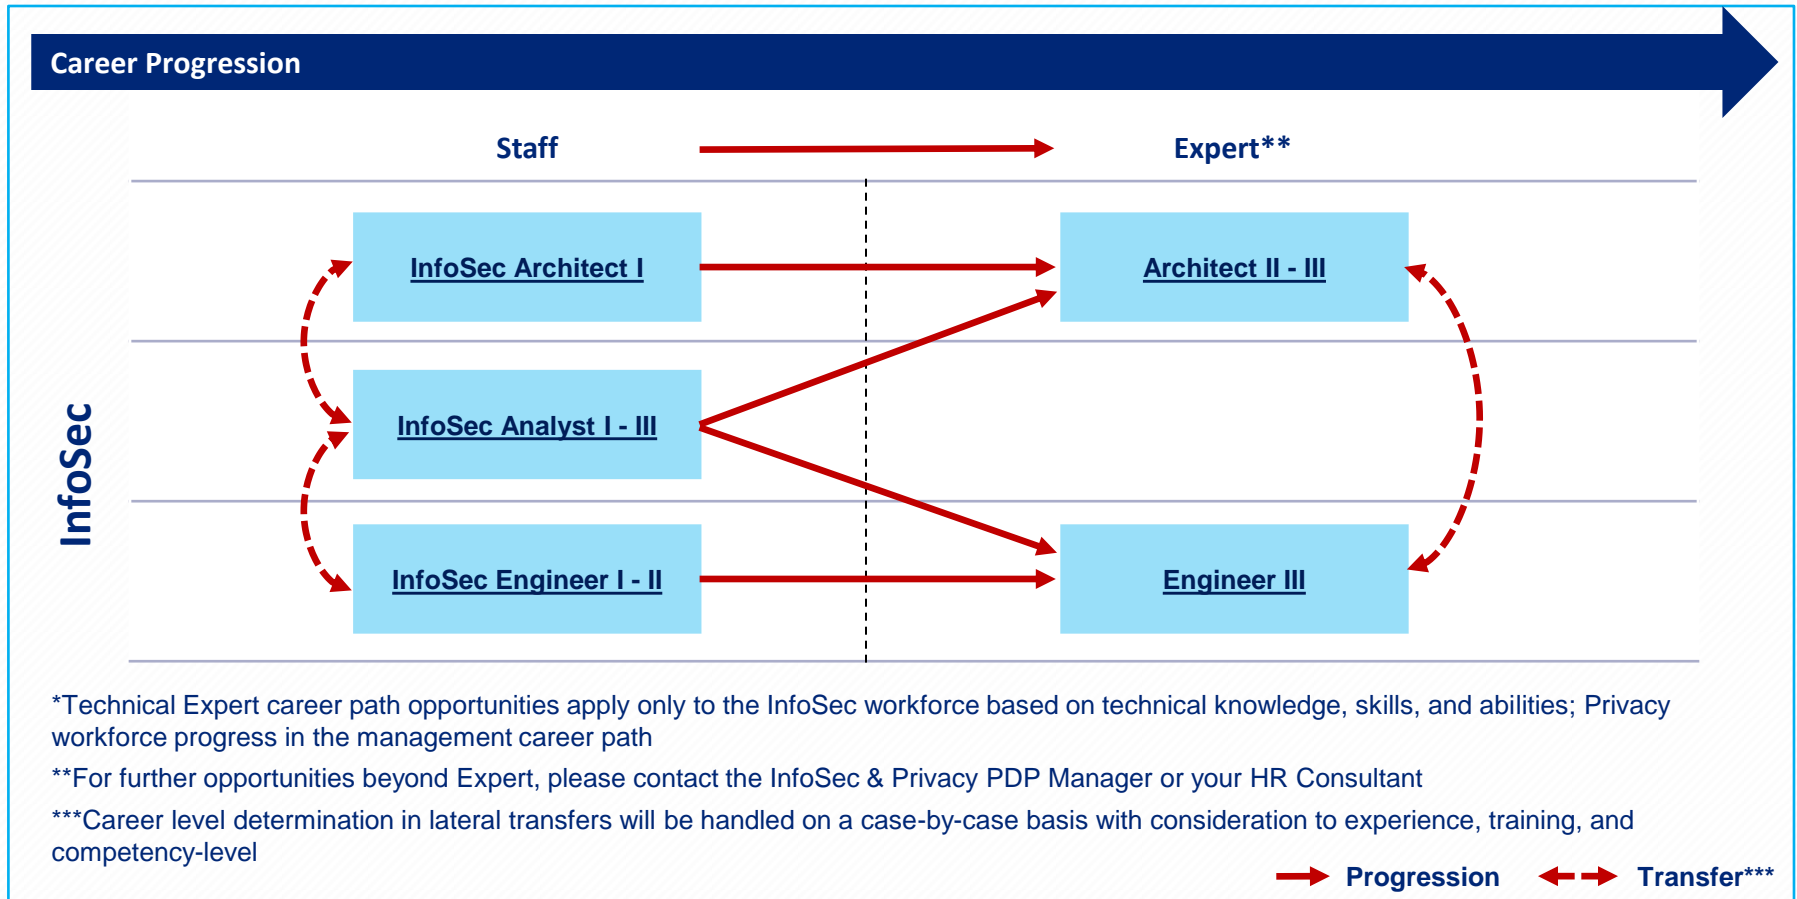 Career Progression
Staff
Expert**
InfoSec
InfoSec Architect I
Architect II - III
InfoSec Analyst I - III
InfoSec Engineer I - II
Engineer III
*Technical Expert career path opportunities apply only to the InfoSec workforce based on technical knowledge, skills, and abilities; Privacy
workforce progress in the management career path
**For further opportunities beyond Expert, please contact the InfoSec & Privacy PDP Manager or your HR Consultant
***Career level determination in lateral transfers will be handled on a case-by-case basis with consideration to experience, training, and
competency-level
Progression
Transfer***